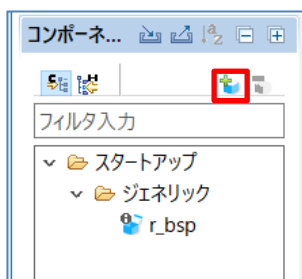 コンポーネ...
フィルタ入力
スタートアップ
ジェネリック
r_bsp